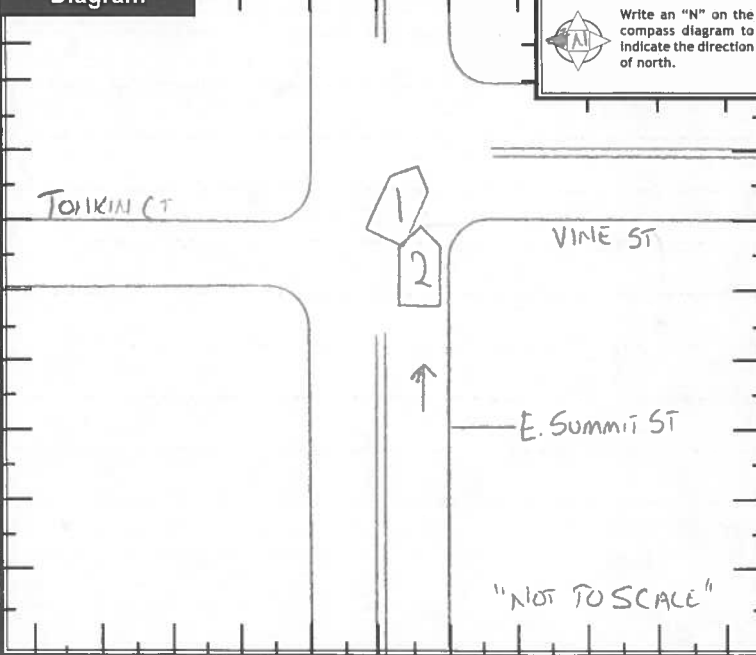 Diagram
N
Write an "N" on the
compass diagram to
indicate the direction
of north.
TONKIN CT
1
VINE ST
2
E. SUMMIT ST
"NOT TO SCALE"